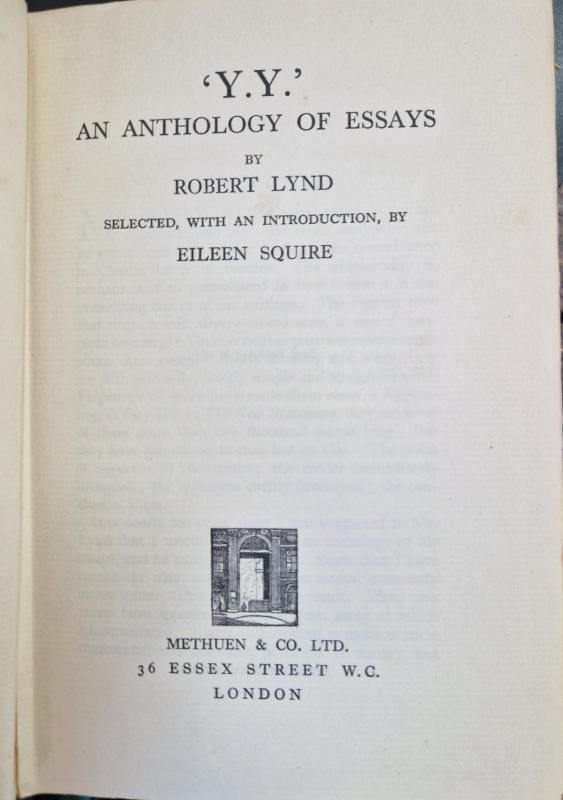 ‘Y.Y.’
AN ANTHOLOGY OF ESSAYS
BY
ROBERT LYND
SELECTED, WITH AN INTRODUCTION, BY
EILEEN SQUIRE
METHUEN & CO. LTD.
36 ESSEX STREET W.C.
LONDON